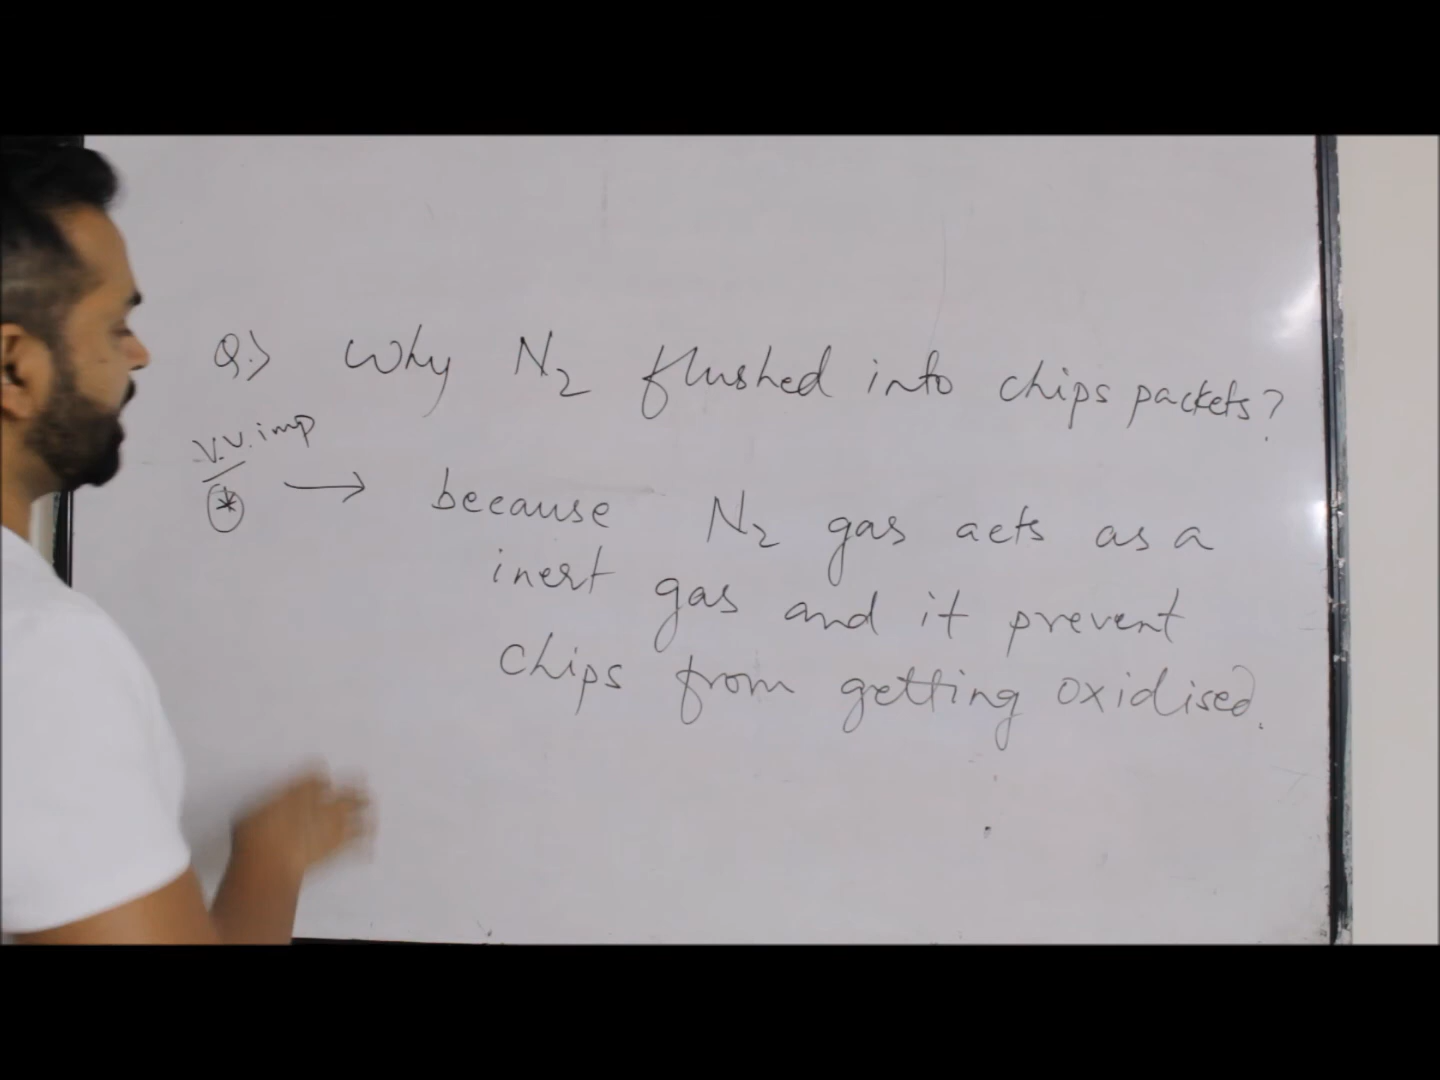 Q.) Why N2 flushed into chips packets?
V.V. imp
* → because N2 gas acts as a
inert gas and it prevent
chips from getting oxidised.